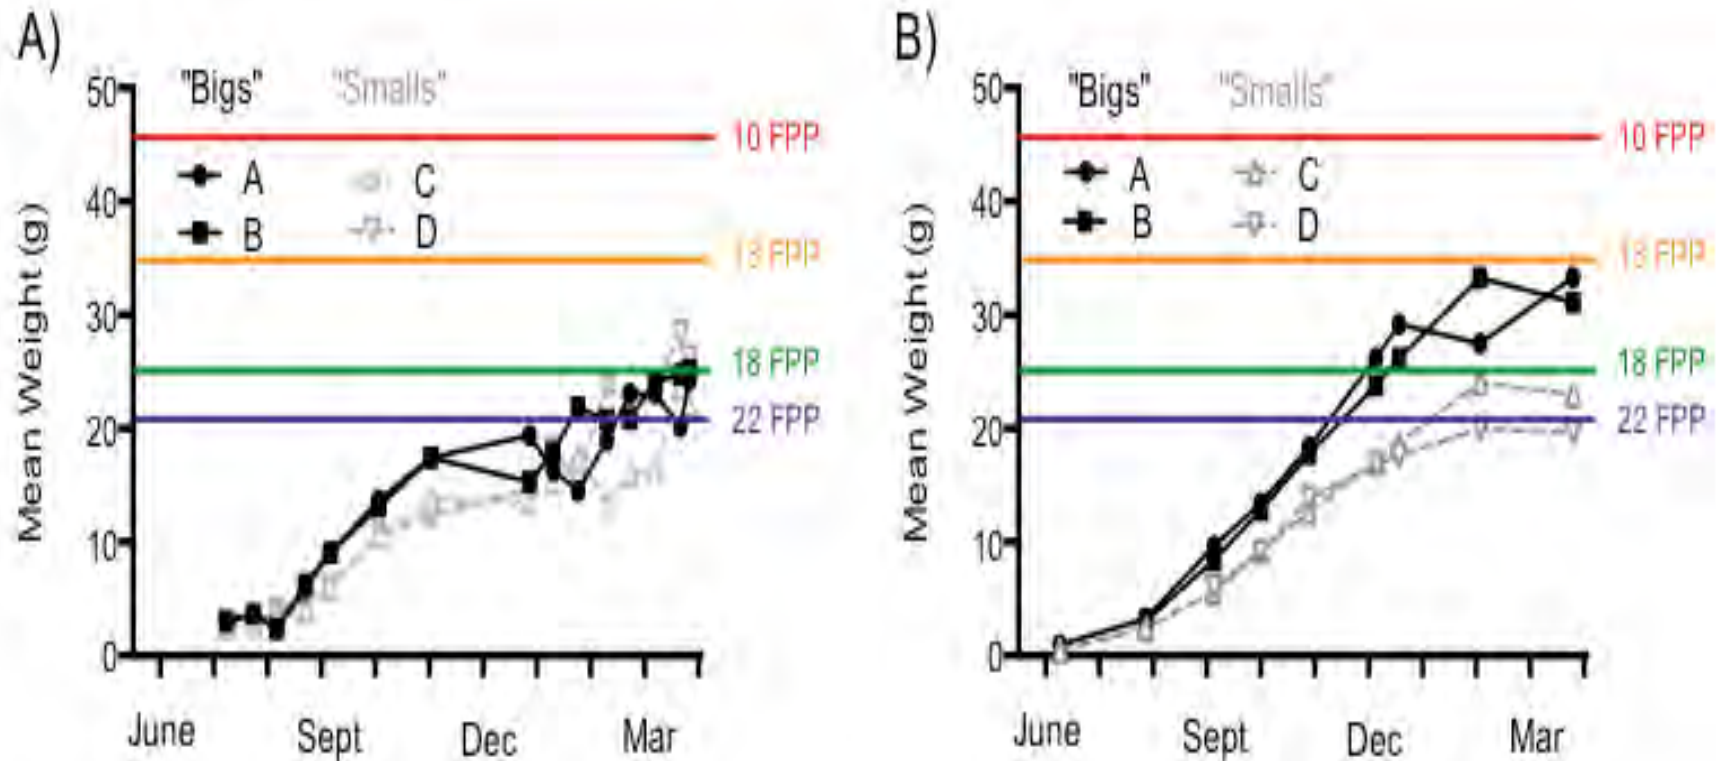 A)
50
40
30
20
10
0
Mean Weight (g)
"Bigs" "Smalls"
A C
B D
10 FPP
13 FPP
18 FPP
22 FPP
June Sept Dec Mar
B)
50
40
30
20
10
0
Mean Weight (g)
"Bigs" "Smalls"
A C
B D
10 FPP
13 FPP
18 FPP
22 FPP
June Sept Dec Mar